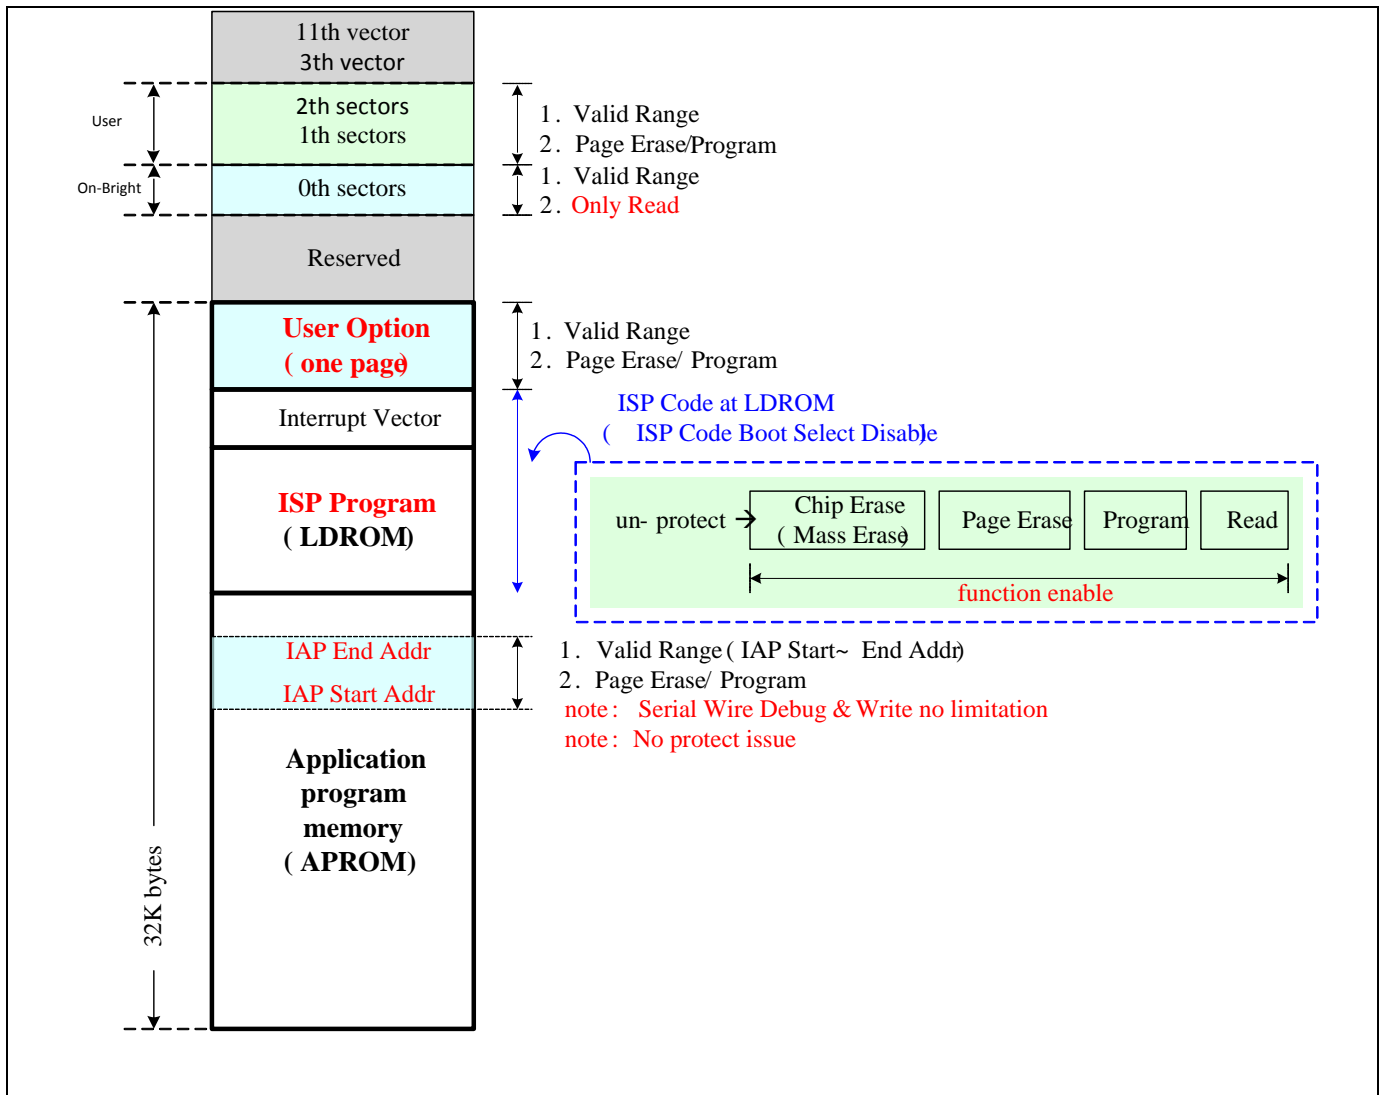 11th vector
3th vector
User
2th sectors
1th sectors
1. Valid Range
2. Page Erase/Program
On-Bright
0th sectors
1. Valid Range
2. Only Read
Reserved
User Option
( one page)
1. Valid Range
2. Page Erase/ Program
Interrupt Vector
ISP Code at LDROM
( ISP Code Boot Select Disable)
ISP Program
( LDROM)
un- protect →
Chip Erase
( Mass Erase)
Page Erase
Program
Read
function enable
IAP End Addr
IAP Start Addr
1. Valid Range ( IAP Start~ End Addr)
2. Page Erase/ Program
note: Serial Wire Debug & Write no limitation
note: No protect issue
Application
program
memory
( APROM)
32K bytes